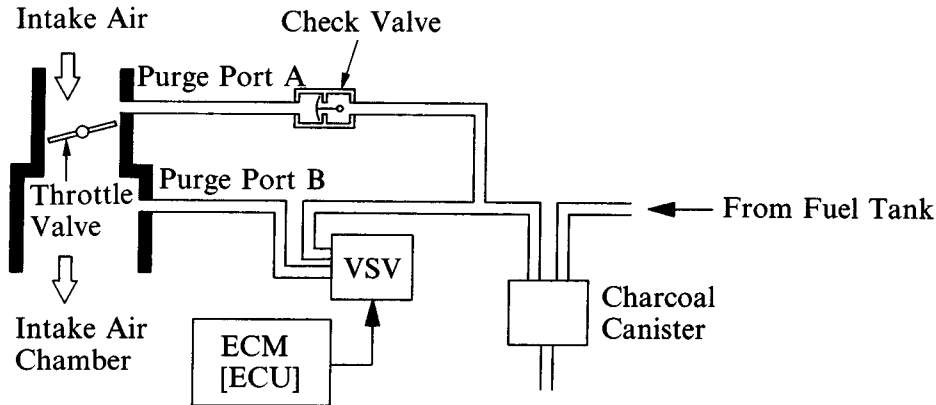 Intake Air
Check Valve
Purge Port A
Purge Port B
Throttle
Valve
From Fuel Tank
VSV
Charcoal
Canister
Intake Air
Chamber
ECM
[ECU]